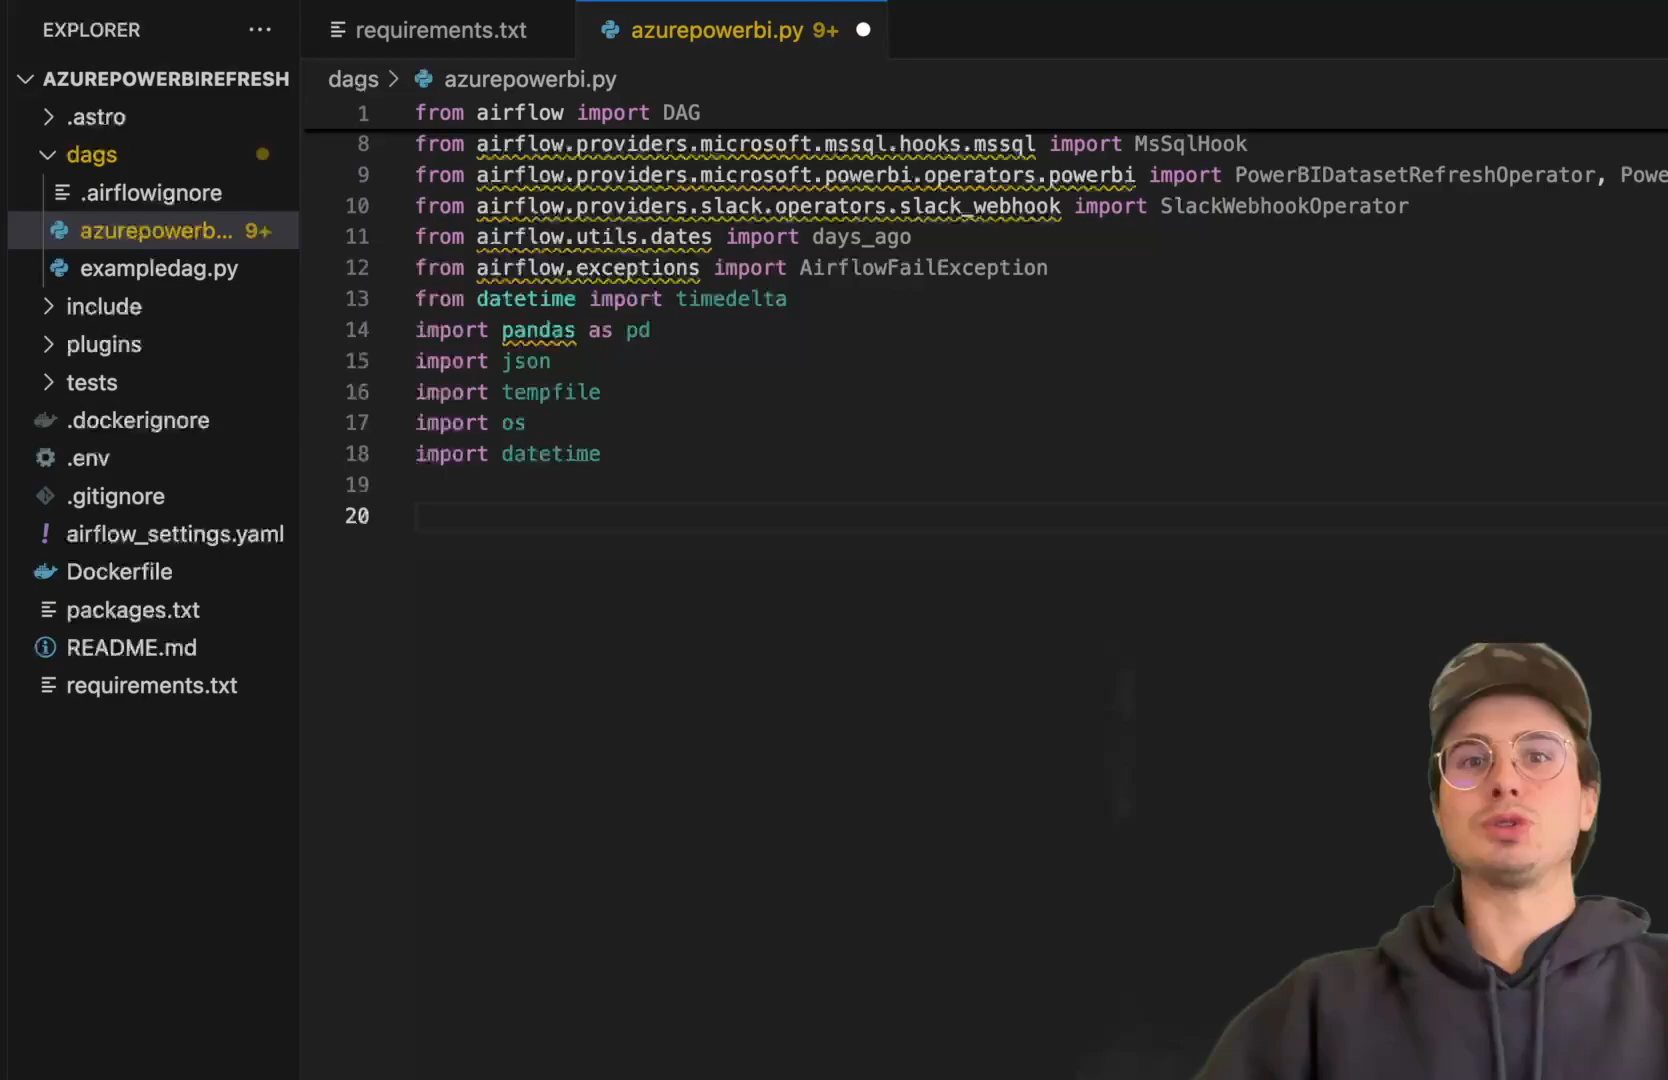 EXPLORER
AZUREPOWERBIREFRESH
.astro
dags
.airflowignore
azurepowerb... 9+
exampledag.py
include
plugins
tests
.dockerignore
.env
.gitignore
airflow_settings.yaml
Dockerfile
packages.txt
README.md
requirements.txt
requirements.txt
azurepowerbi.py 9+
dags > azurepowerbi.py
1 from airflow import DAG
8 from airflow.providers.microsoft.mssql.hooks.mssql import MsSqlHook
9 from airflow.providers.microsoft.powerbi.operators.powerbi import PowerBIDatasetRefreshOperator, Powe
10 from airflow.providers.slack.operators.slack_webhook import SlackWebhookOperator
11 from airflow.utils.dates import days_ago
12 from airflow.exceptions import AirflowFailException
13 from datetime import timedelta
14 import pandas as pd
15 import json
16 import tempfile
17 import os
18 import datetime
19
20